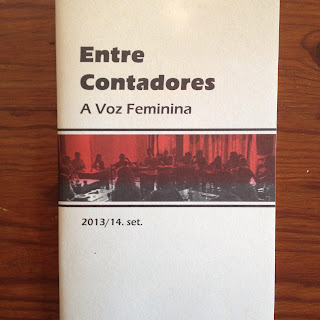 Entre
Contadores
A Voz Feminina
2013/14. set.